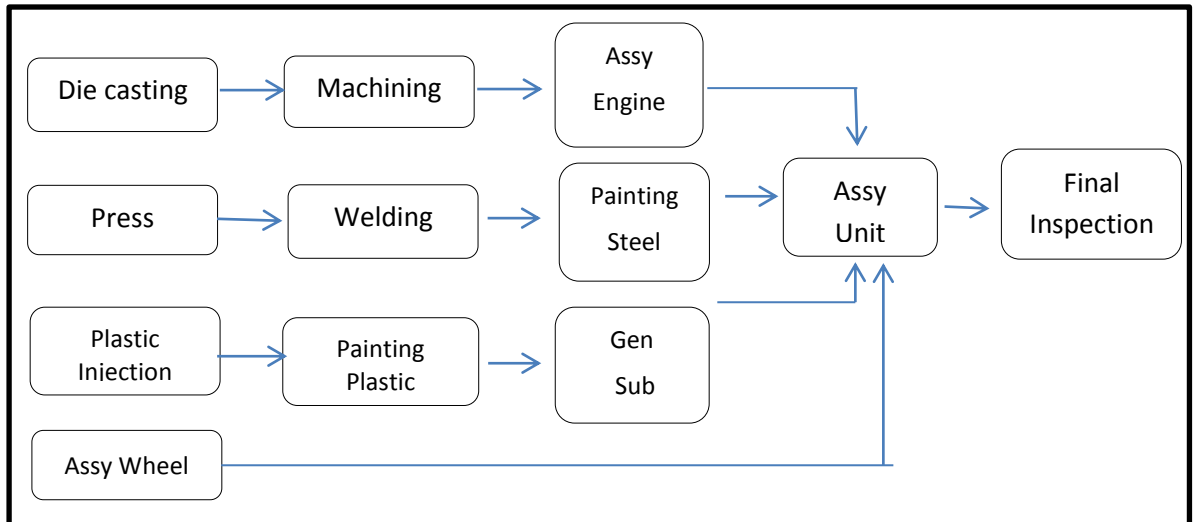 Die casting
Machining
Assy
Engine
Press
Welding
Painting
Steel
Assy
Unit
Final
Inspection
Plastic
Injection
Painting
Plastic
Gen
Sub
Assy Wheel